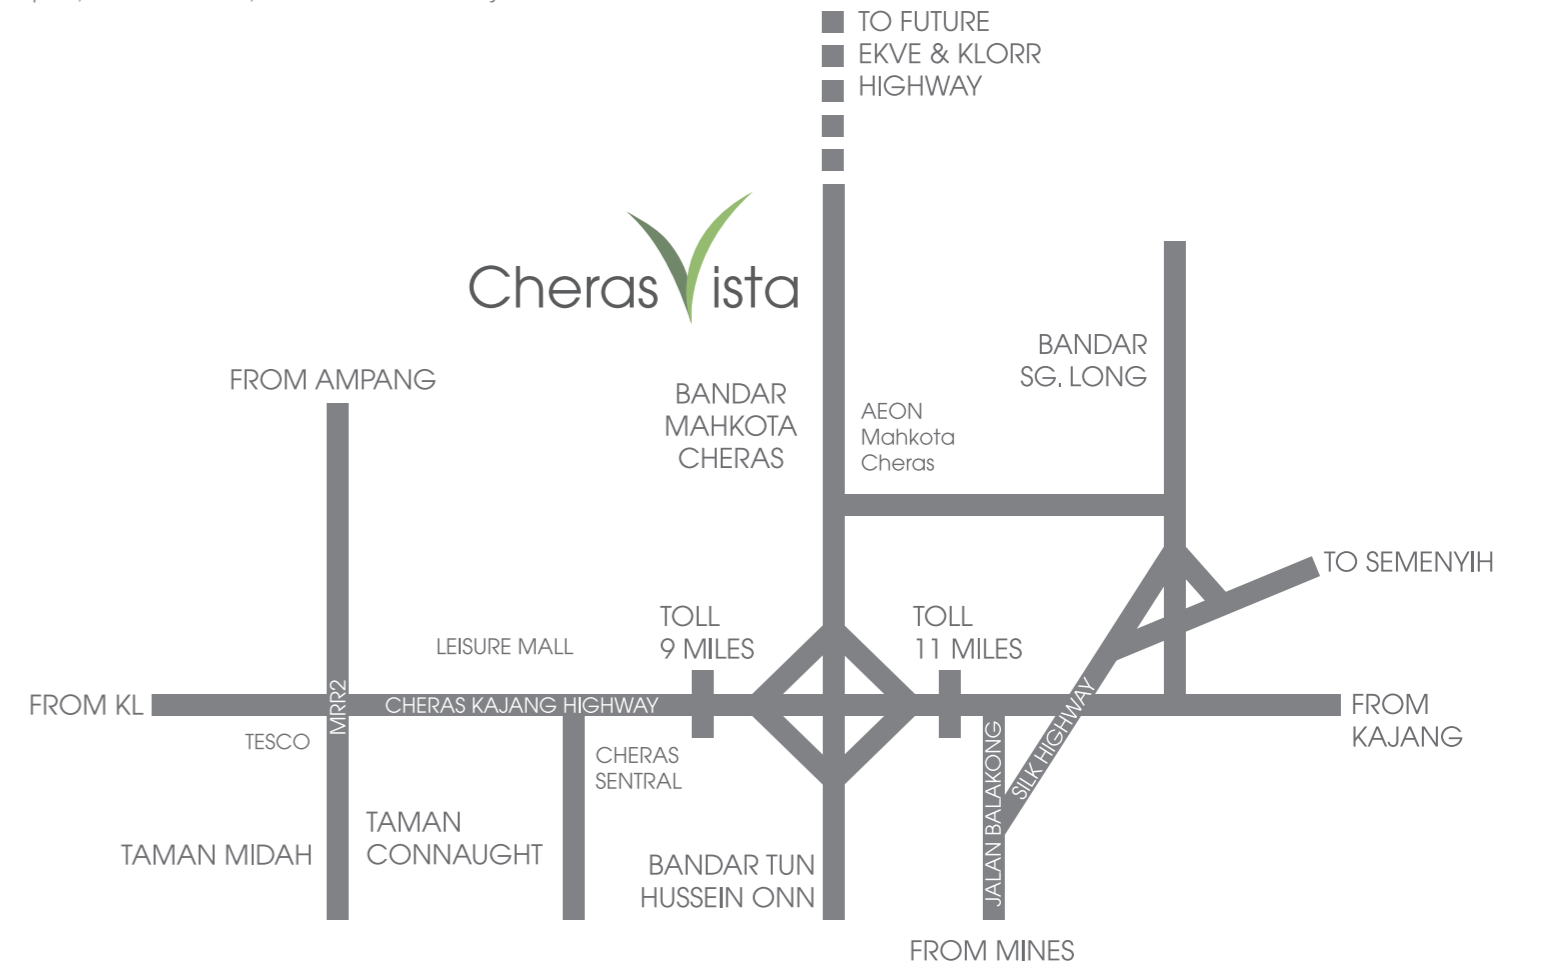 TO FUTURE
EKVE & KLORR
HIGHWAY
Cheras Vista
BANDAR
SG. LONG
FROM AMPANG
BANDAR
MAHKOTA
CHERAS
AEON
Mahkota
Cheras
TO SEMENYIH
TOLL
9 MILES
TOLL
11 MILES
LEISURE MALL
FROM KL
MRR2
CHERAS KAJANG HIGHWAY
FROM
KAJANG
TESCO
CHERAS
SENTRAL
SILK HIGHWAY
JALAN BALAKONG
TAMAN MIDAH
TAMAN
CONNAUGHT
BANDAR TUN
HUSSEIN ONN
FROM MINES